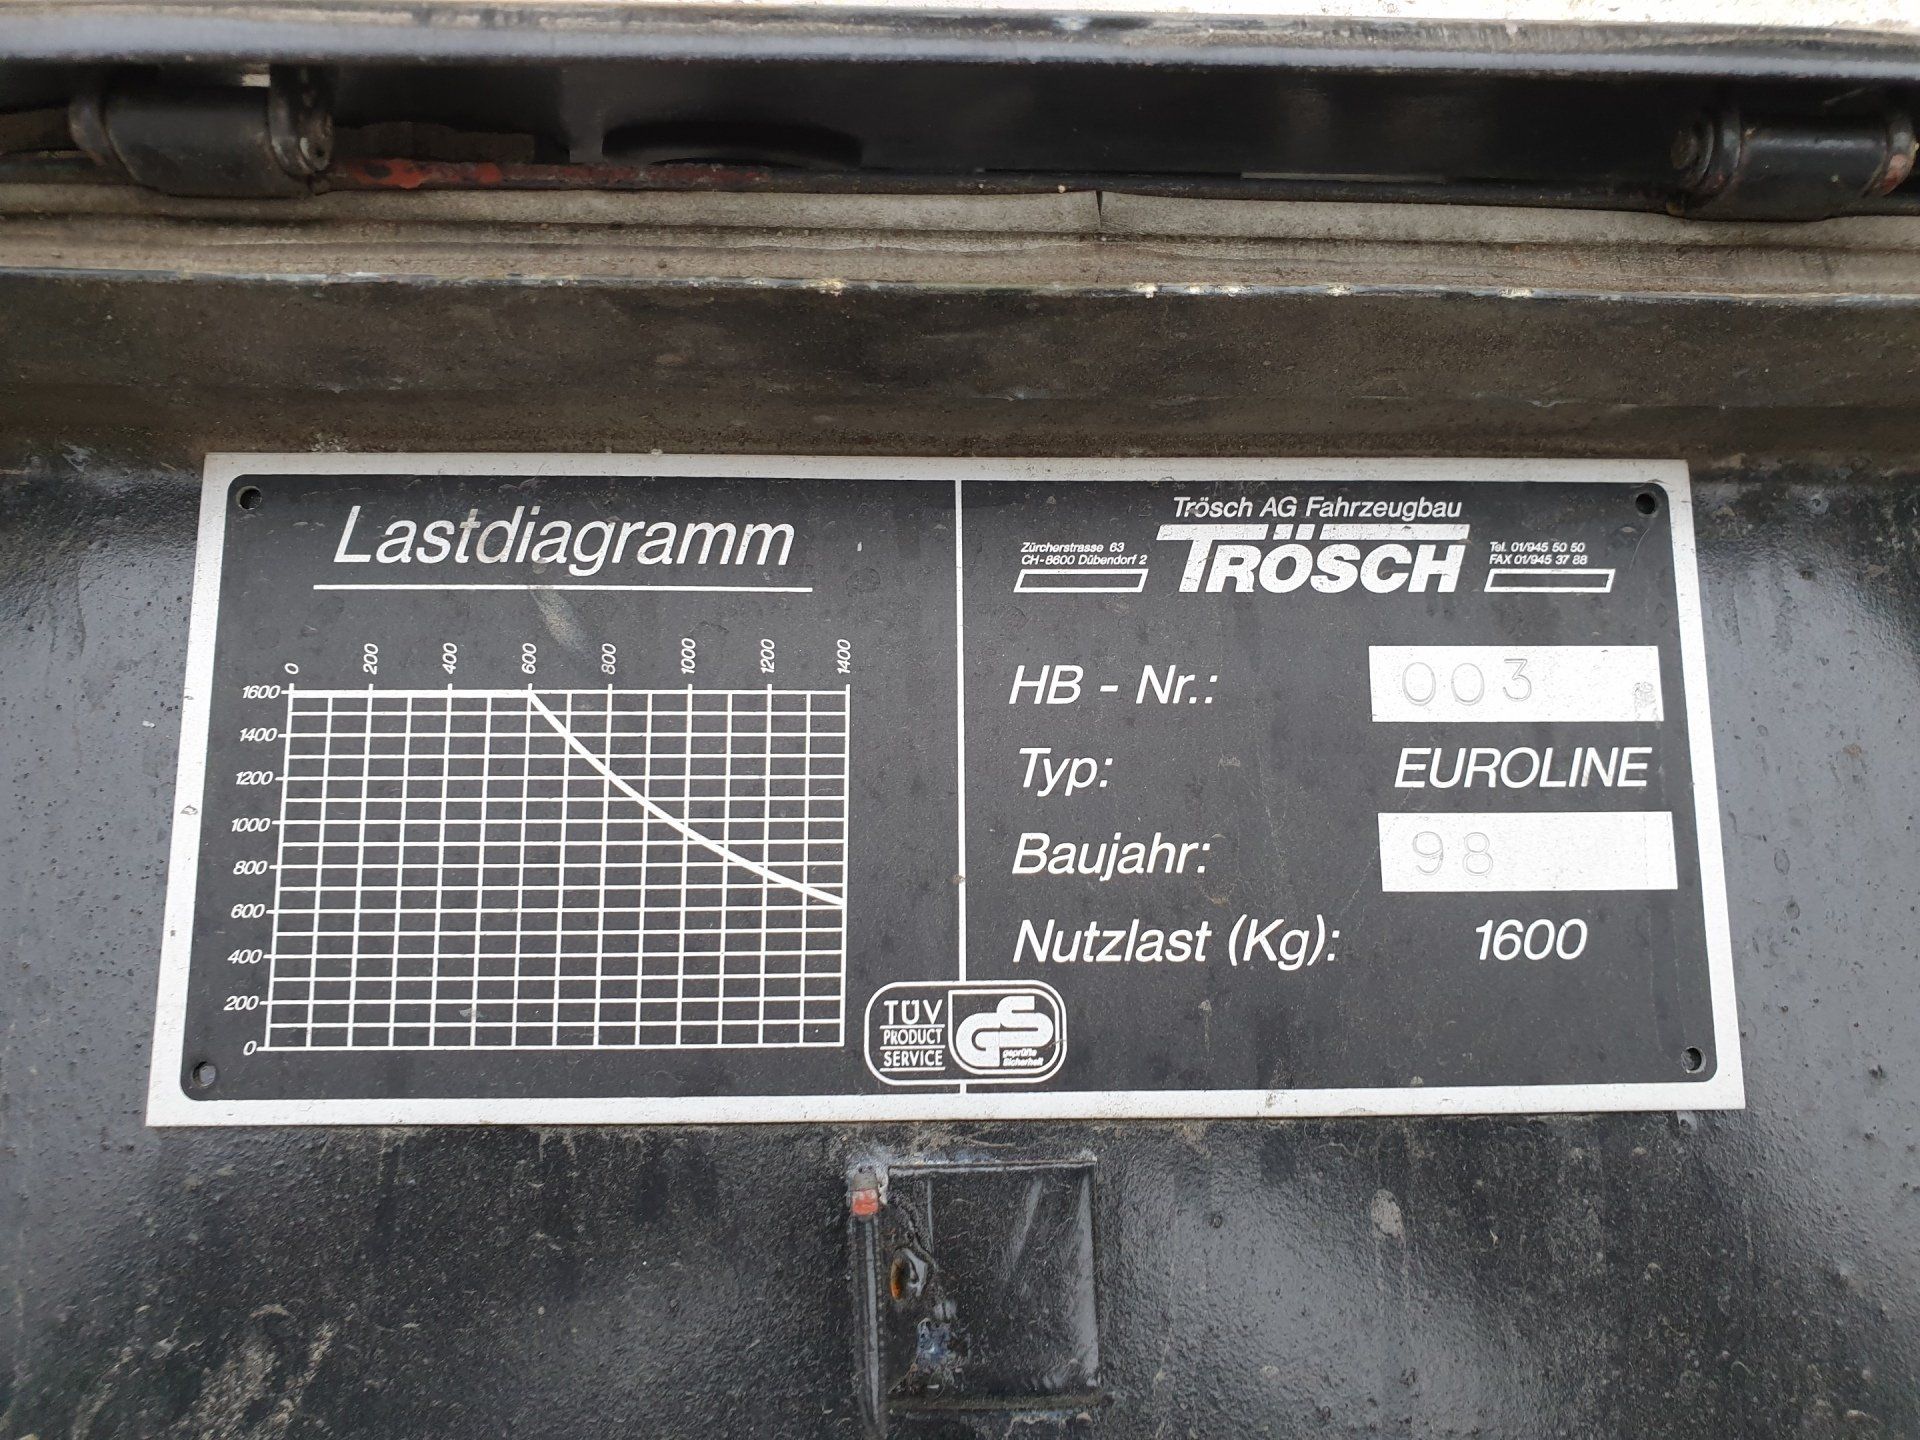 Lastdiagramm
0 200 400 600 800 1000 1200 1400
1600
1400
1200
1000
800
600
400
200
0
Trösch AG Fahrzeugbau
Zürcherstrasse 63
CH-8600 Dübendorf 2
TRÖSCH
Tel. 01/945 50 50
FAX 01/945 37 88
HB - Nr.: 003
Typ: EUROLINE
Baujahr: 98
Nutzlast (Kg): 1600
TÜV
PRODUCT
SERVICE
GS
geprüfte
Sicherheit